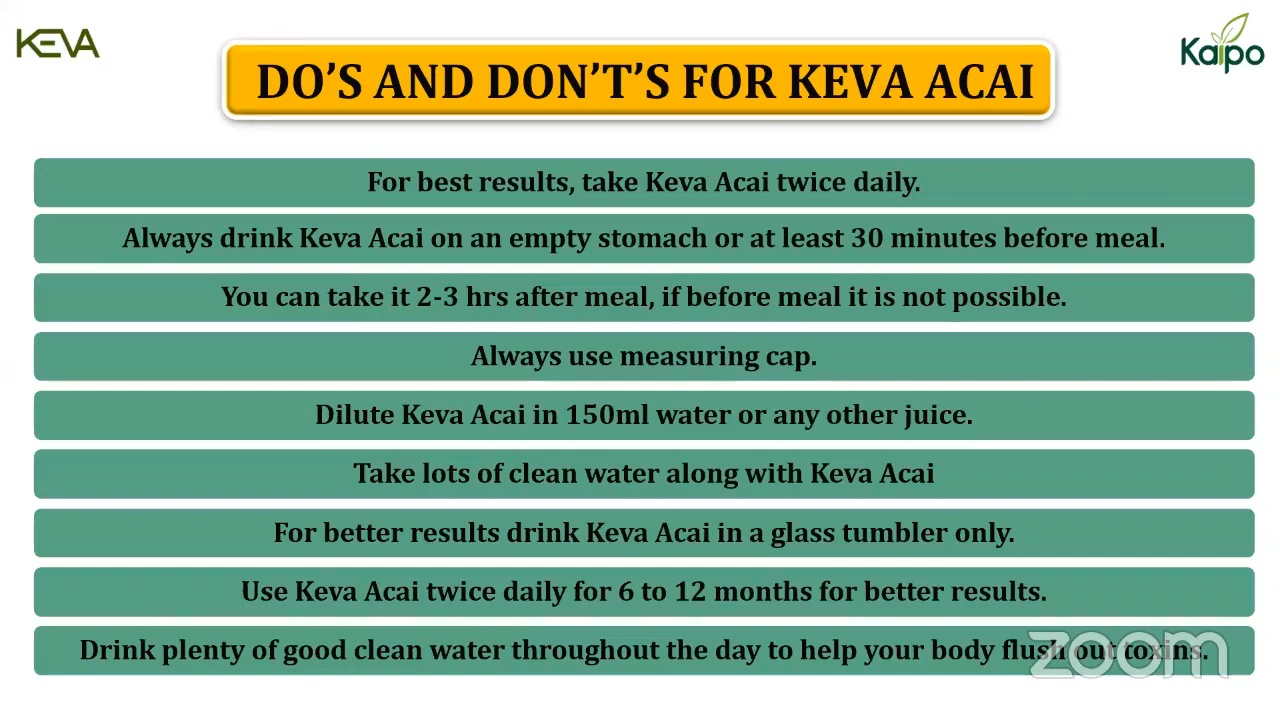 KEVA
Kaipo
DO’S AND DON’T’S FOR KEVA ACAI
For best results, take Keva Acai twice daily.
Always drink Keva Acai on an empty stomach or at least 30 minutes before meal.
You can take it 2-3 hrs after meal, if before meal it is not possible.
Always use measuring cap.
Dilute Keva Acai in 150ml water or any other juice.
Take lots of clean water along with Keva Acai
For better results drink Keva Acai in a glass tumbler only.
Use Keva Acai twice daily for 6 to 12 months for better results.
Drink plenty of good clean water throughout the day to help your body flush out toxins.
zoom